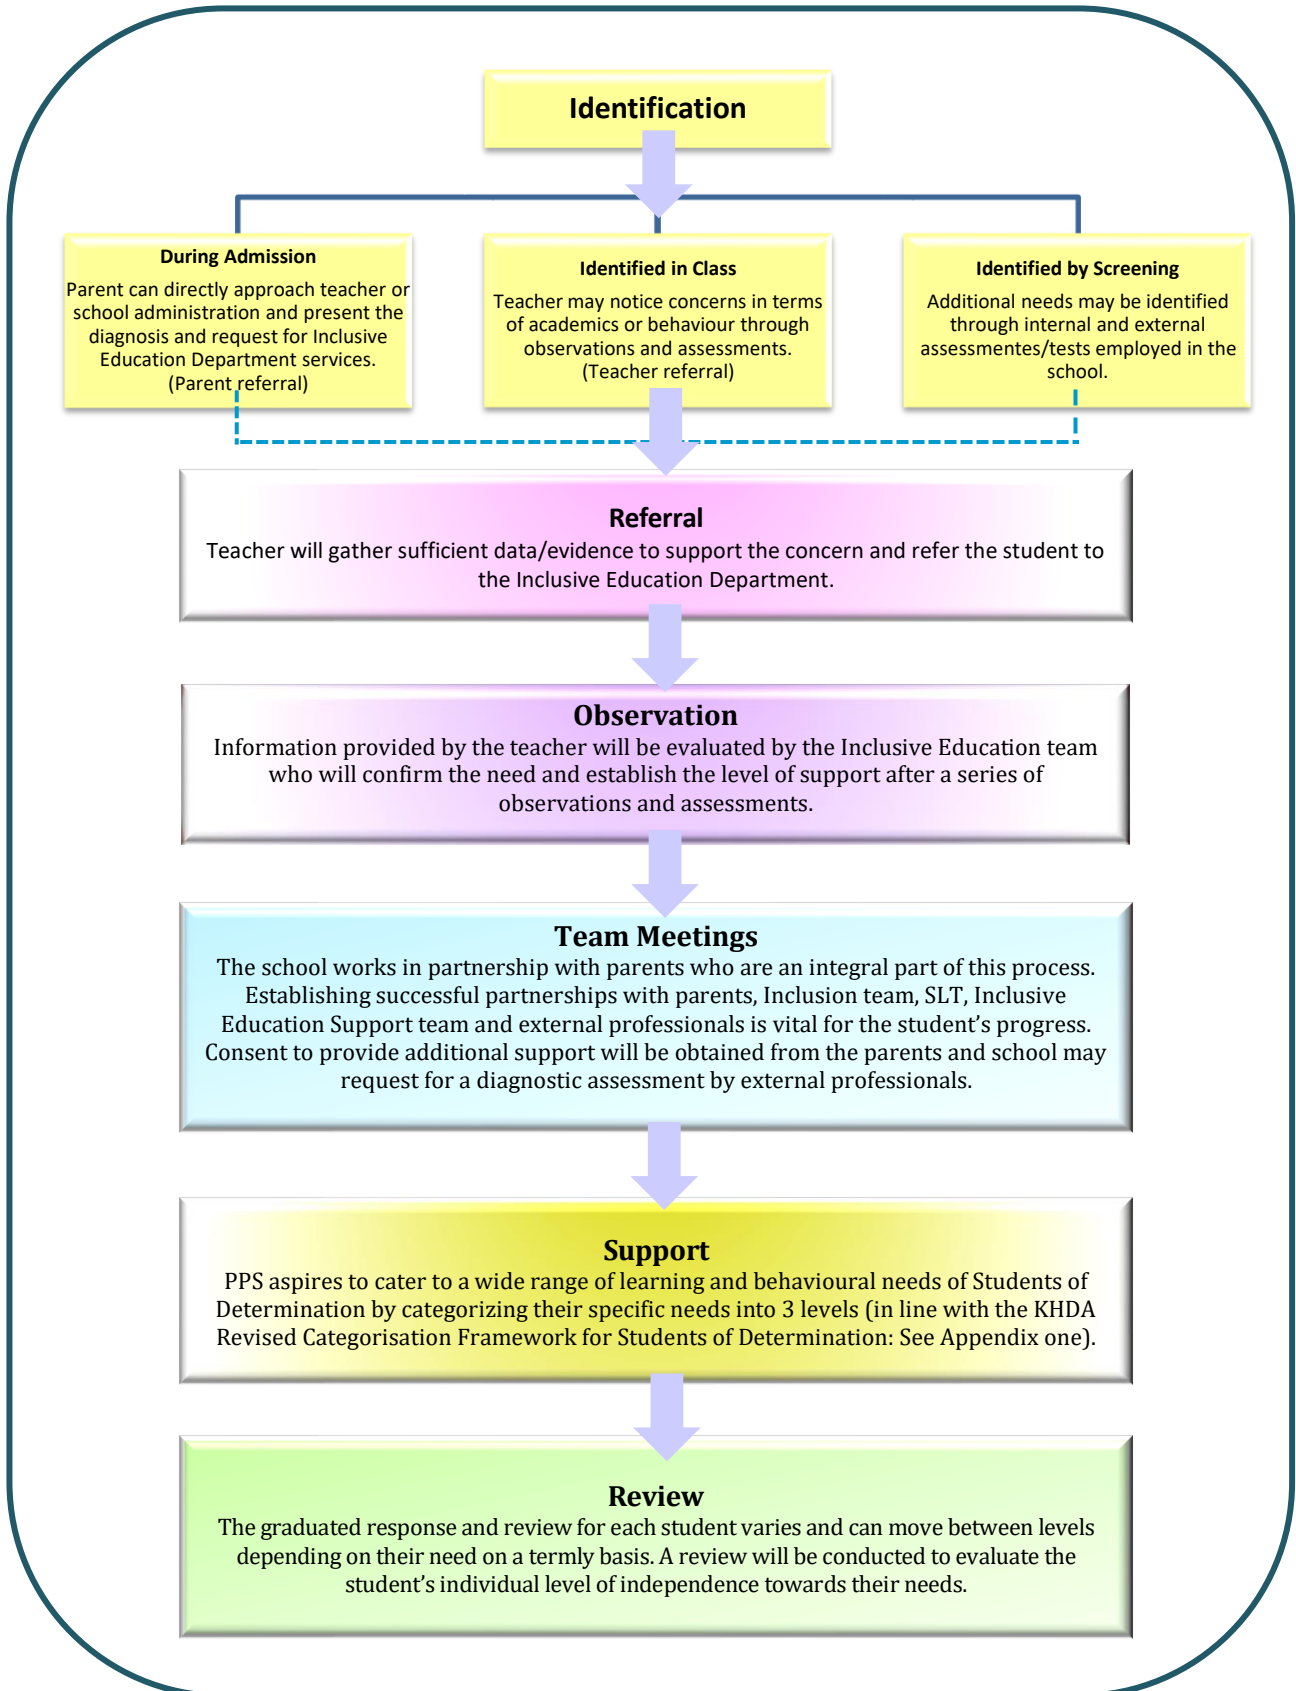 Identification
During Admission
Parent can directly approach teacher or
school administration and present the
diagnosis and request for Inclusive
Education Department services.
(Parent referral)
Identified in Class
Teacher may notice concerns in terms
of academics or behaviour through
observations and assessments.
(Teacher referral)
Identified by Screening
Additional needs may be identified
through internal and external
assessmentes/tests employed in the
school.
Referral
Teacher will gather sufficient data/evidence to support the concern and refer the student to
the Inclusive Education Department.
Observation
Information provided by the teacher will be evaluated by the Inclusive Education team
who will confirm the need and establish the level of support after a series of
observations and assessments.
Team Meetings
The school works in partnership with parents who are an integral part of this process.
Establishing successful partnerships with parents, Inclusion team, SLT, Inclusive
Education Support team and external professionals is vital for the student’s progress.
Consent to provide additional support will be obtained from the parents and school may
request for a diagnostic assessment by external professionals.
Support
PPS aspires to cater to a wide range of learning and behavioural needs of Students of
Determination by categorizing their specific needs into 3 levels (in line with the KHDA
Revised Categorisation Framework for Students of Determination: See Appendix one).
Review
The graduated response and review for each student varies and can move between levels
depending on their need on a termly basis. A review will be conducted to evaluate the
student’s individual level of independence towards their needs.